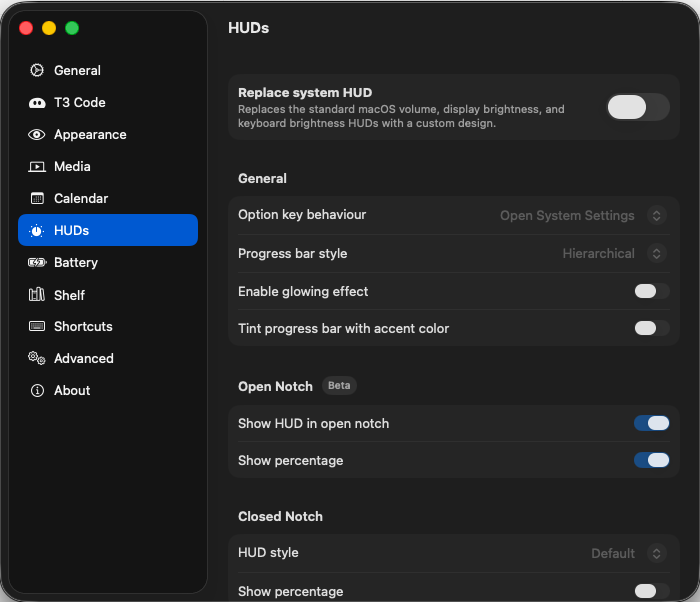 HUDs
General
T3 Code
Appearance
Media
Calendar
HUDs
Battery
Shelf
Shortcuts
Advanced
About
Replace system HUD
Replaces the standard macOS volume, display brightness, and
keyboard brightness HUDs with a custom design.
General
Option key behaviour Open System Settings
Progress bar style Hierarchical
Enable glowing effect
Tint progress bar with accent color
Open Notch Beta
Show HUD in open notch
Show percentage
Closed Notch
HUD style Default
Show percentage